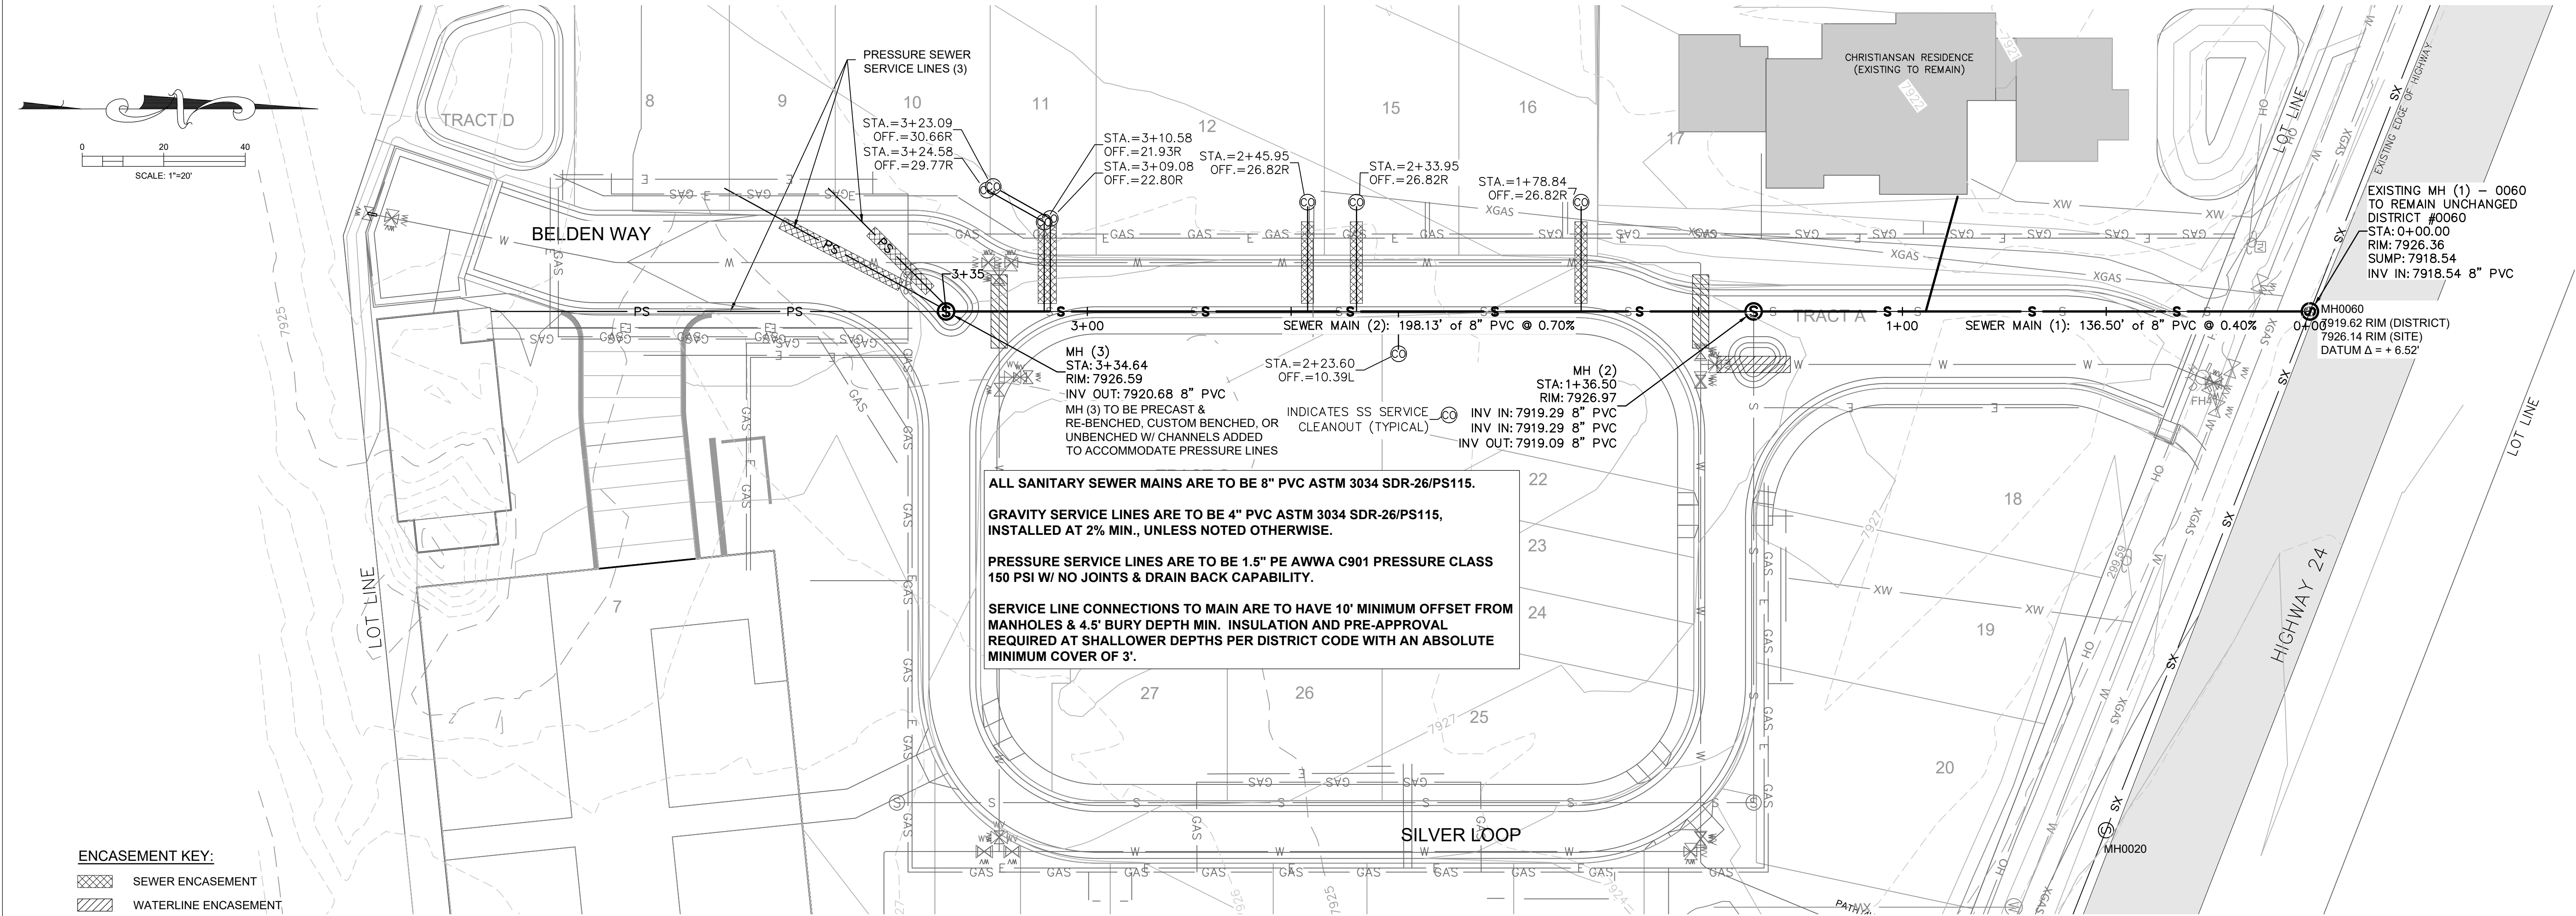 PRESSURE SEWER
SERVICE LINES (3)
CHRISTIANSAN RESIDENCE
(EXISTING TO REMAIN)
7921
7922
TRACT D
8
9
10
11
12
15
16
17
0
20
40
SCALE: 1"=20'
STA.=3+23.09
OFF.=30.66R
STA.=3+24.58
OFF.=29.77R
STA.=3+10.58
OFF.=21.93R
STA.=3+09.08
OFF.=22.80R
STA.=2+45.95
OFF.=26.82R
STA.=2+33.95
OFF.=26.82R
STA.=1+78.84
OFF.=26.82R
LOT LINE
EXISTING EDGE OF HIGHWAY
EXISTING MH (1) – 0060
TO REMAIN UNCHANGED
DISTRICT #0060
STA: 0+00.00
RIM: 7926.36
SUMP: 7918.54
INV IN: 7918.54 8" PVC
BELDEN WAY
3+35
3+00
SEWER MAIN (2): 198.13' of 8" PVC @ 0.70%
TRACT A
1+00
SEWER MAIN (1): 136.50' of 8" PVC @ 0.40%
0+00
MH0060
7919.62 RIM (DISTRICT)
7926.14 RIM (SITE)
DATUM Δ = + 6.52'
7925
MH (3)
STA: 3+34.64
RIM: 7926.59
INV OUT: 7920.68 8" PVC
MH (3) TO BE PRECAST &
RE-BENCHED, CUSTOM BENCHED, OR
UNBENCHED W/ CHANNELS ADDED
TO ACCOMMODATE PRESSURE LINES
STA.=2+23.60
OFF.=10.39L
INDICATES SS SERVICE
CLEANOUT (TYPICAL)
CO
MH (2)
STA: 1+36.50
RIM: 7926.97
INV IN: 7919.29 8" PVC
INV IN: 7919.29 8" PVC
INV OUT: 7919.09 8" PVC
FH
LOT LINE
ALL SANITARY SEWER MAINS ARE TO BE 8" PVC ASTM 3034 SDR-26/PS115.
GRAVITY SERVICE LINES ARE TO BE 4" PVC ASTM 3034 SDR-26/PS115,
INSTALLED AT 2% MIN., UNLESS NOTED OTHERWISE.
PRESSURE SERVICE LINES ARE TO BE 1.5" PE AWWA C901 PRESSURE CLASS
150 PSI W/ NO JOINTS & DRAIN BACK CAPABILITY.
SERVICE LINE CONNECTIONS TO MAIN ARE TO HAVE 10' MINIMUM OFFSET FROM
MANHOLES & 4.5' BURY DEPTH MIN. INSULATION AND PRE-APPROVAL
REQUIRED AT SHALLOWER DEPTHS PER DISTRICT CODE WITH AN ABSOLUTE
MINIMUM COVER OF 3'.
22
23
24
18
7927
19
20
299.59
LOT LINE
7
HIGHWAY 24
27
26
25
7927
SILVER LOOP
MH0020
7926
7925
7924
ENCASEMENT KEY:
SEWER ENCASEMENT
WATERLINE ENCASEMENT